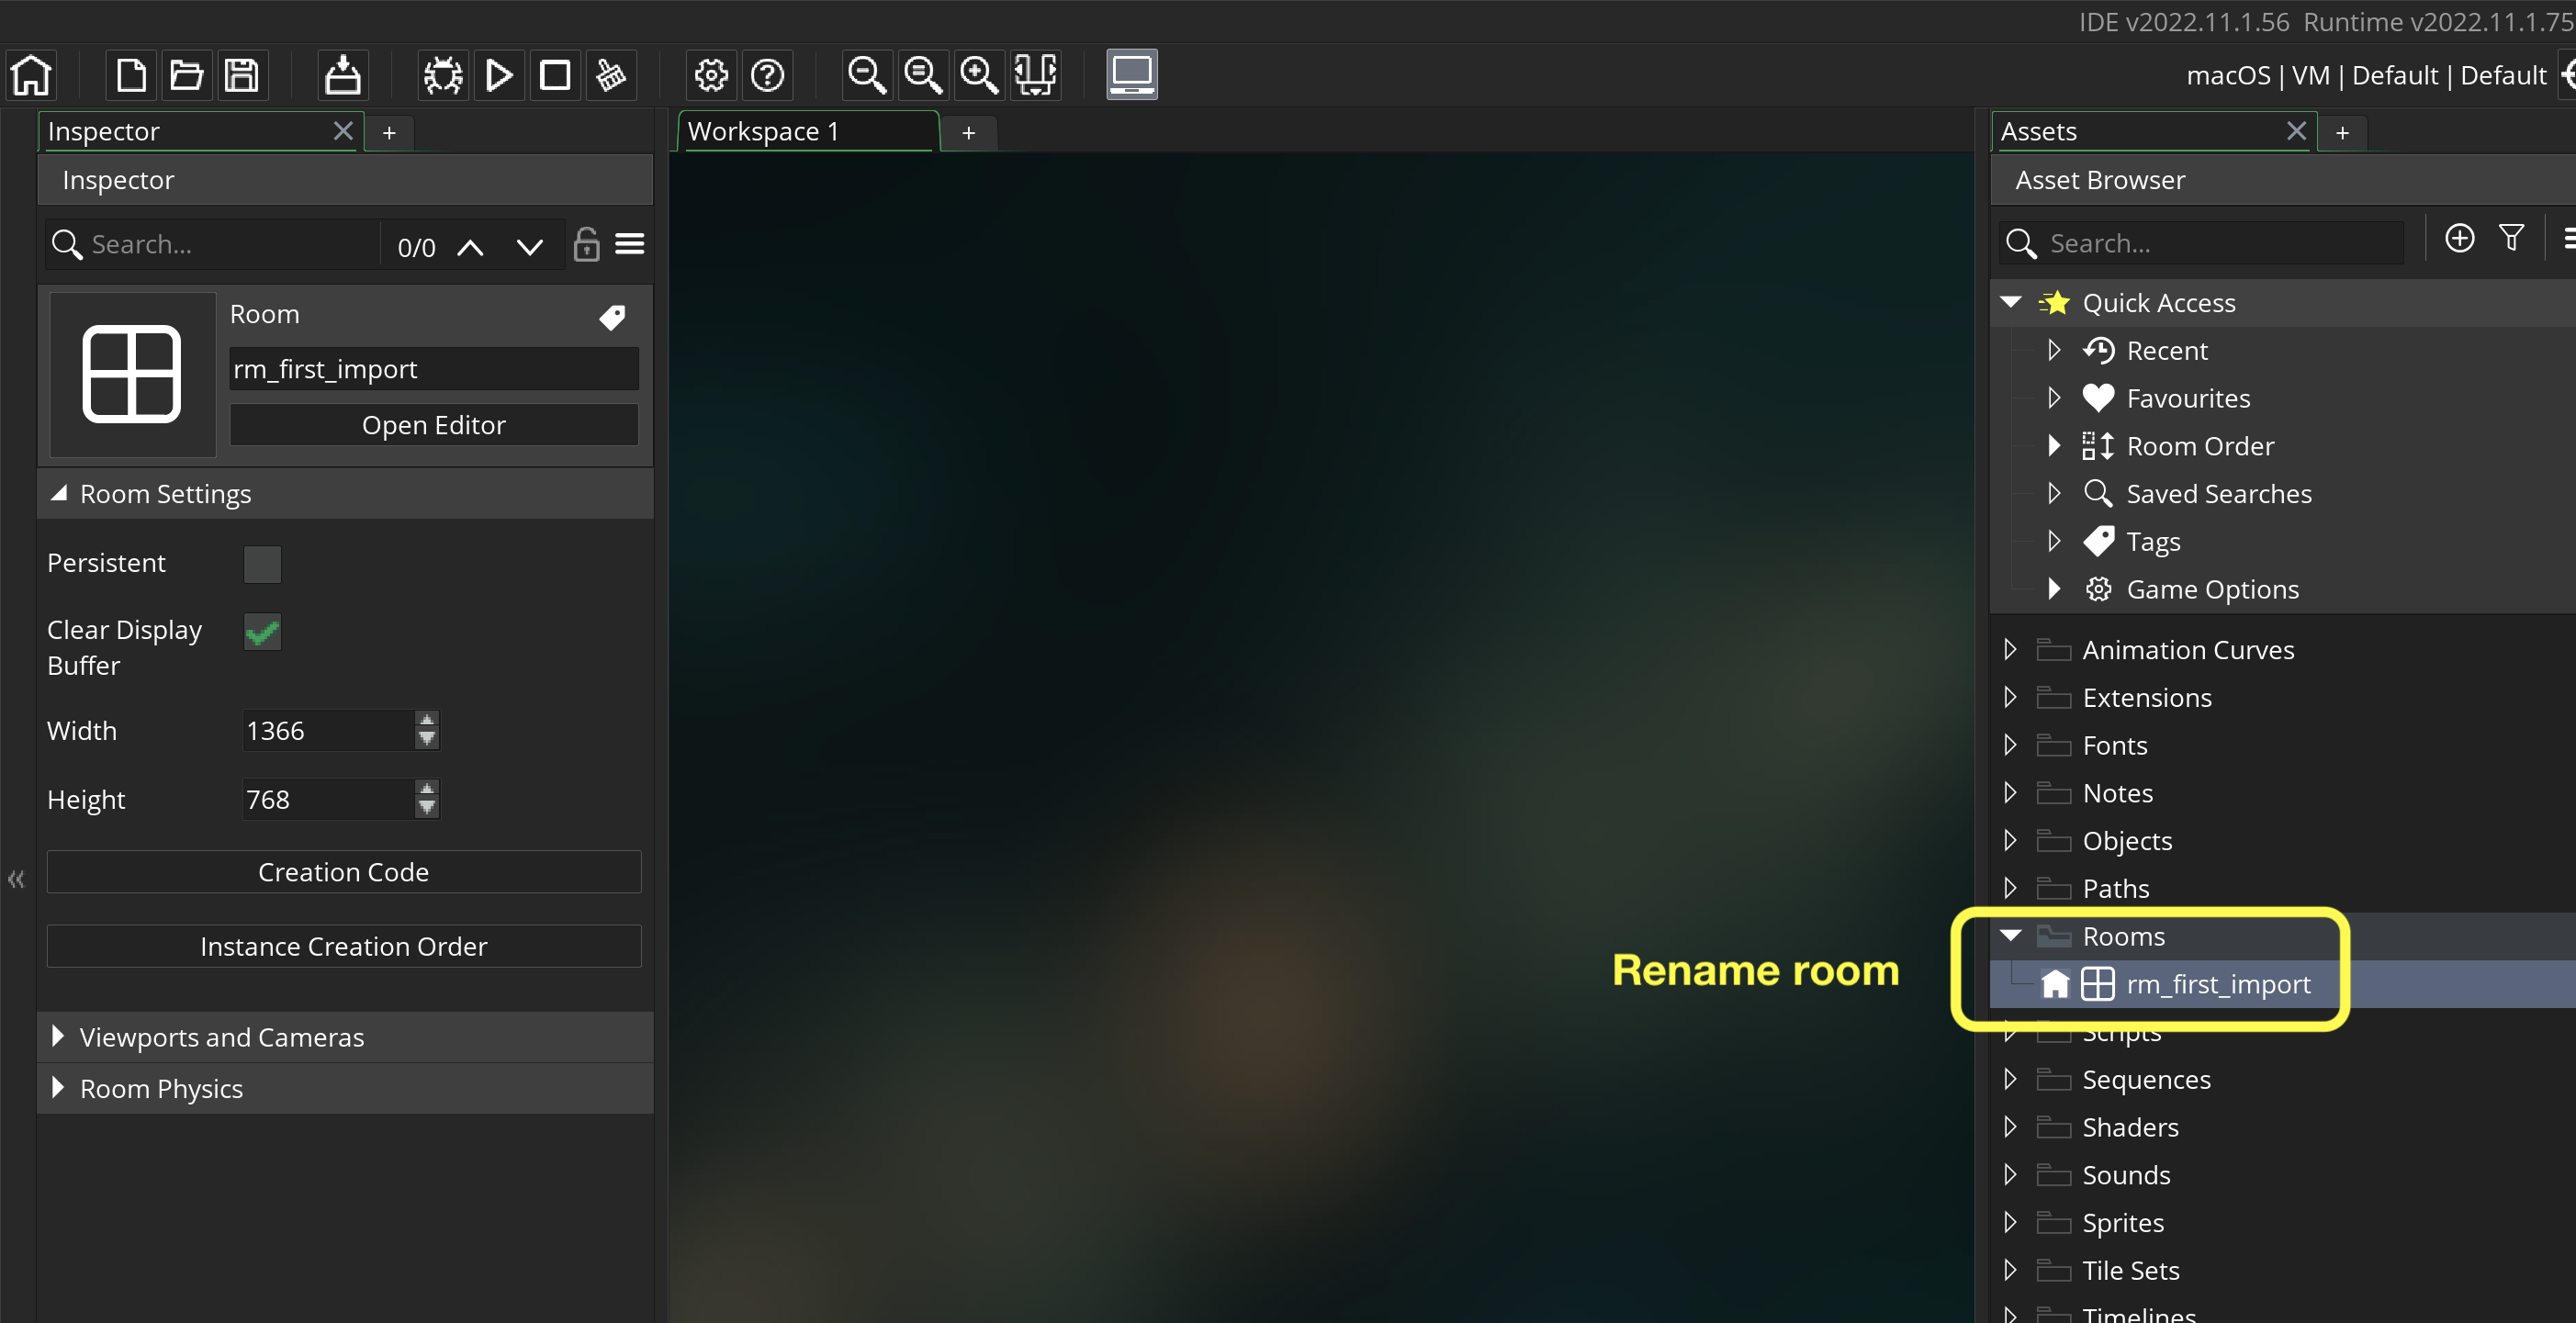 IDE v2022.11.1.56 Runtime v2022.11.1.75
macOS | VM | Default | Default
Inspector
+
Workspace 1
+
Assets
+
Inspector
Search...
0/0
Room
rm_first_import
Open Editor
Room Settings
Persistent
Clear Display
Buffer
Width
1366
Height
768
Creation Code
Instance Creation Order
Viewports and Cameras
Room Physics
Rename room
Asset Browser
Search...
Quick Access
Recent
Favourites
Room Order
Saved Searches
Tags
Game Options
Animation Curves
Extensions
Fonts
Notes
Objects
Paths
Rooms
rm_first_import
Scripts
Sequences
Shaders
Sounds
Sprites
Tile Sets
Timelines